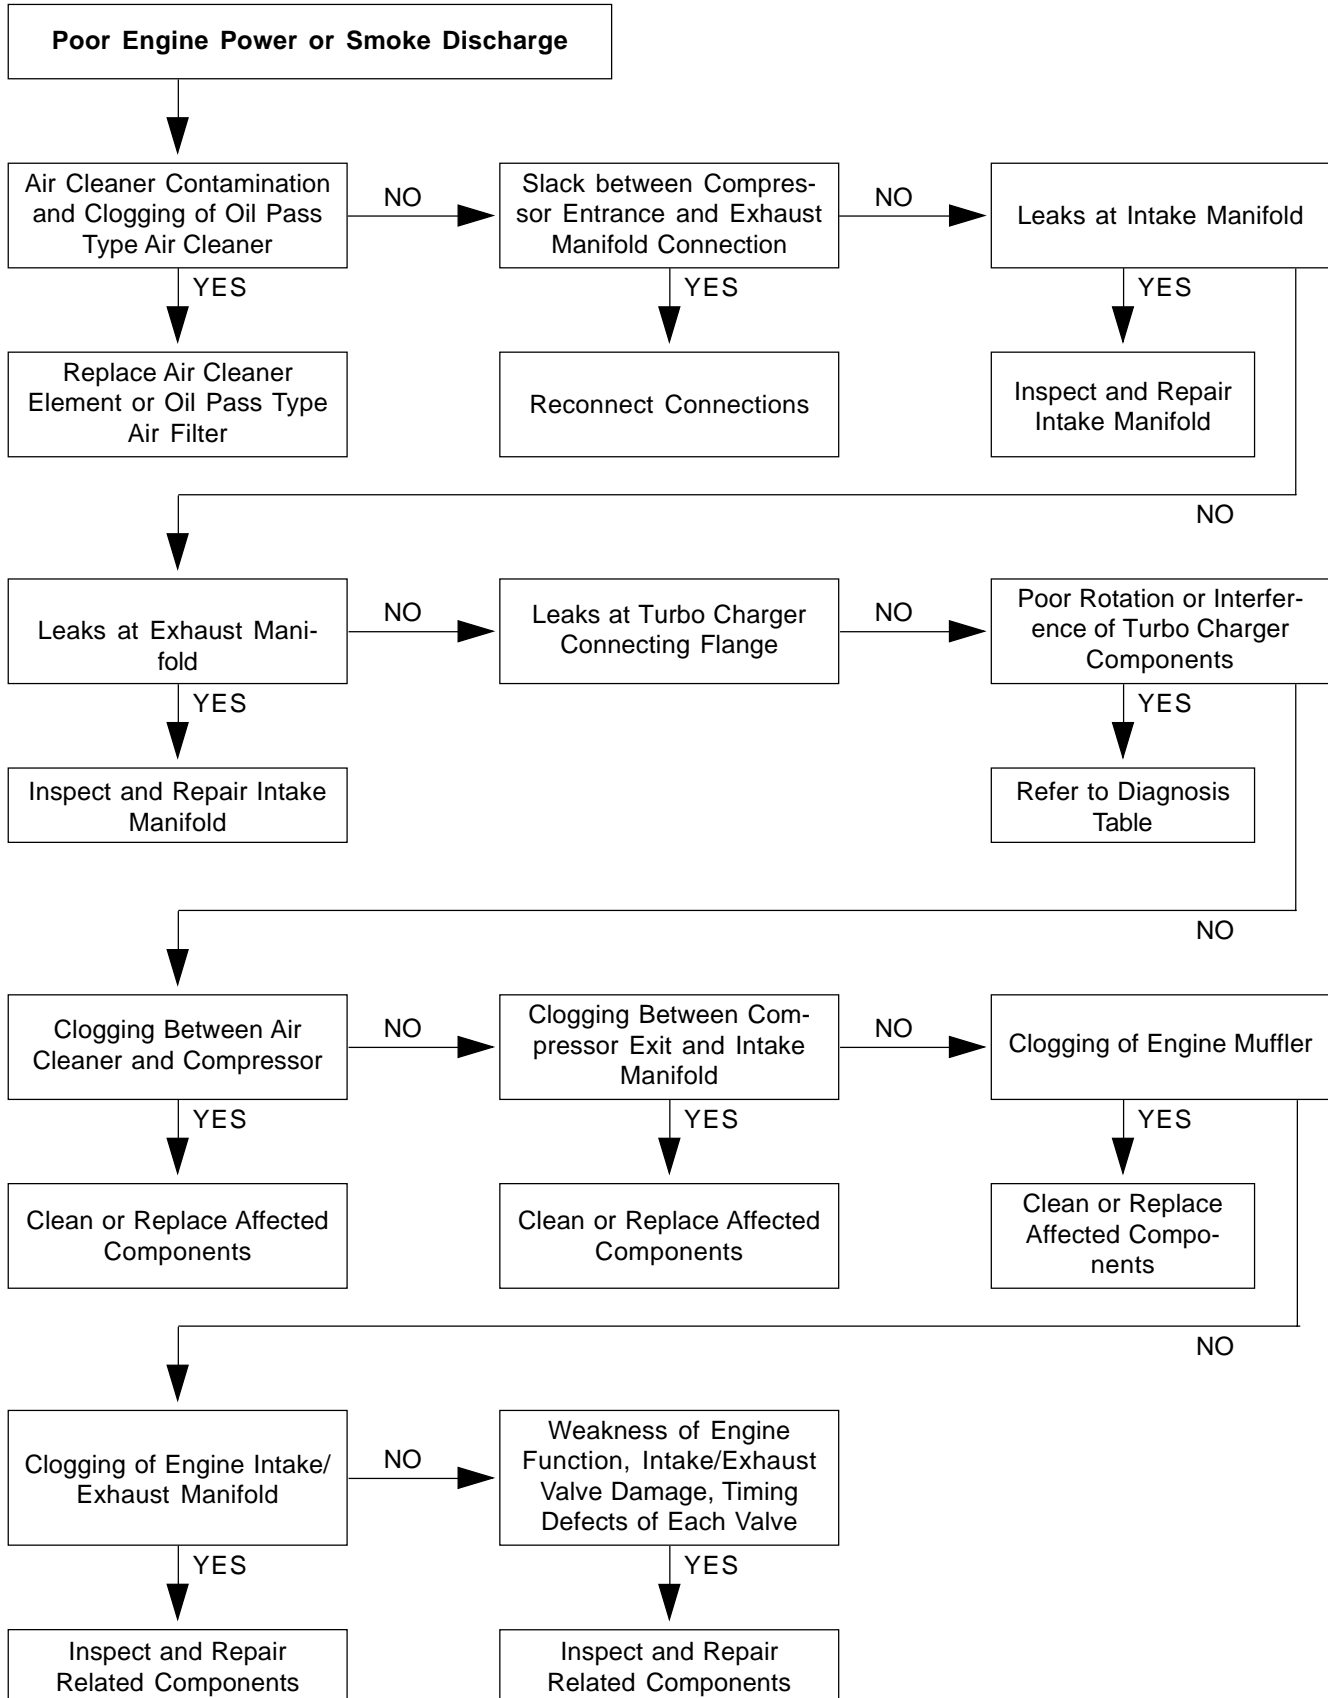 Poor Engine Power or Smoke Discharge
Air Cleaner Contamination
and Clogging of Oil Pass
Type Air Cleaner
NO
Slack between Compres-
sor Entrance and Exhaust
Manifold Connection
NO
Leaks at Intake Manifold
YES
YES
YES
Replace Air Cleaner
Element or Oil Pass Type
Air Filter
Reconnect Connections
Inspect and Repair
Intake Manifold
NO
Leaks at Exhaust Mani-
fold
NO
Leaks at Turbo Charger
Connecting Flange
NO
Poor Rotation or Interfer-
ence of Turbo Charger
Components
YES
YES
Inspect and Repair Intake
Manifold
Refer to Diagnosis
Table
NO
Clogging Between Air
Cleaner and Compressor
NO
Clogging Between Com-
pressor Exit and Intake
Manifold
NO
Clogging of Engine Muffler
YES
YES
YES
Clean or Replace Affected
Components
Clean or Replace Affected
Components
Clean or Replace
Affected Compo-
nents
NO
Clogging of Engine Intake/
Exhaust Manifold
NO
Weakness of Engine
Function, Intake/Exhaust
Valve Damage, Timing
Defects of Each Valve
YES
YES
Inspect and Repair
Related Components
Inspect and Repair
Related Components